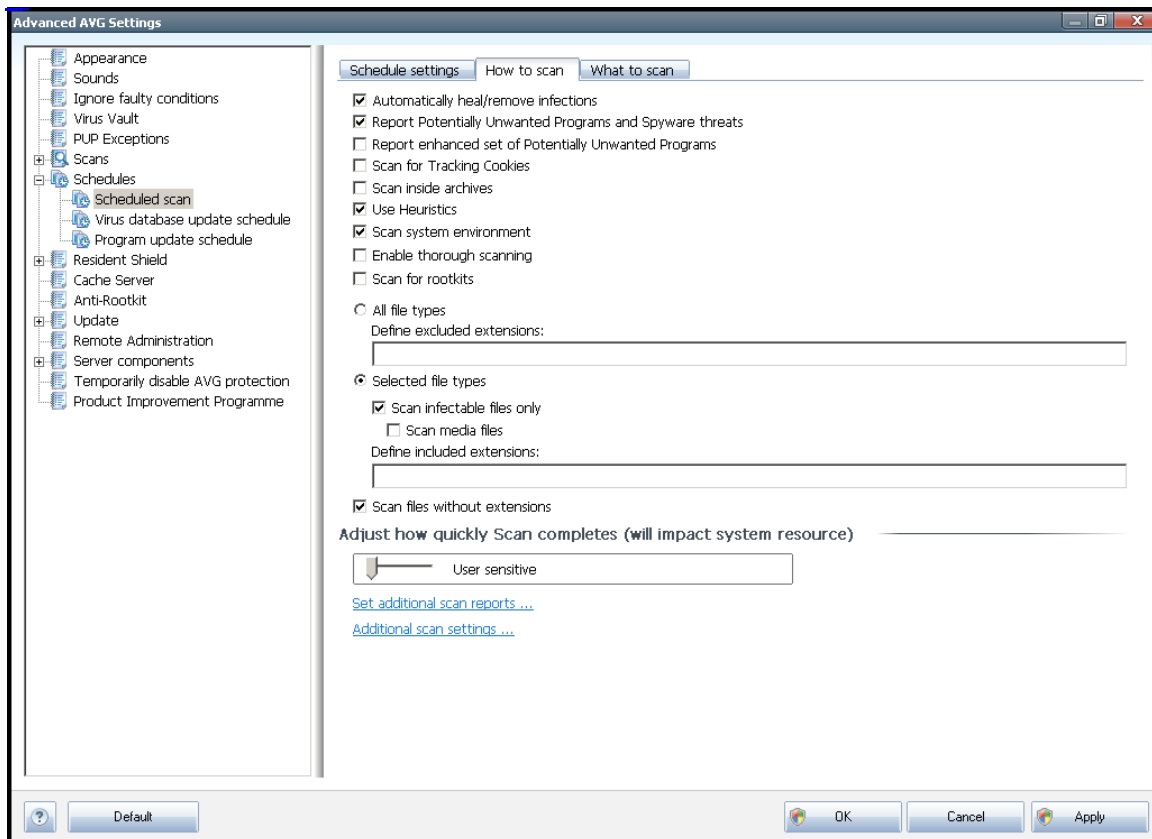 Advanced AVG Settings
Appearance
Sounds
Ignore faulty conditions
Virus Vault
PUP Exceptions
Scans
Schedules
Scheduled scan
Virus database update schedule
Program update schedule
Resident Shield
Cache Server
Anti-Rootkit
Update
Remote Administration
Server components
Temporarily disable AVG protection
Product Improvement Programme
Schedule settings
How to scan
What to scan
Automatically heal/remove infections
Report Potentially Unwanted Programs and Spyware threats
Report enhanced set of Potentially Unwanted Programs
Scan for Tracking Cookies
Scan inside archives
Use Heuristics
Scan system environment
Enable thorough scanning
Scan for rootkits
All file types
Define excluded extensions:
Selected file types
Scan infectable files only
Scan media files
Define included extensions:
Scan files without extensions
Adjust how quickly Scan completes (will impact system resource)
User sensitive
Set additional scan reports ...
Additional scan settings ...
?
Default
OK
Cancel
Apply